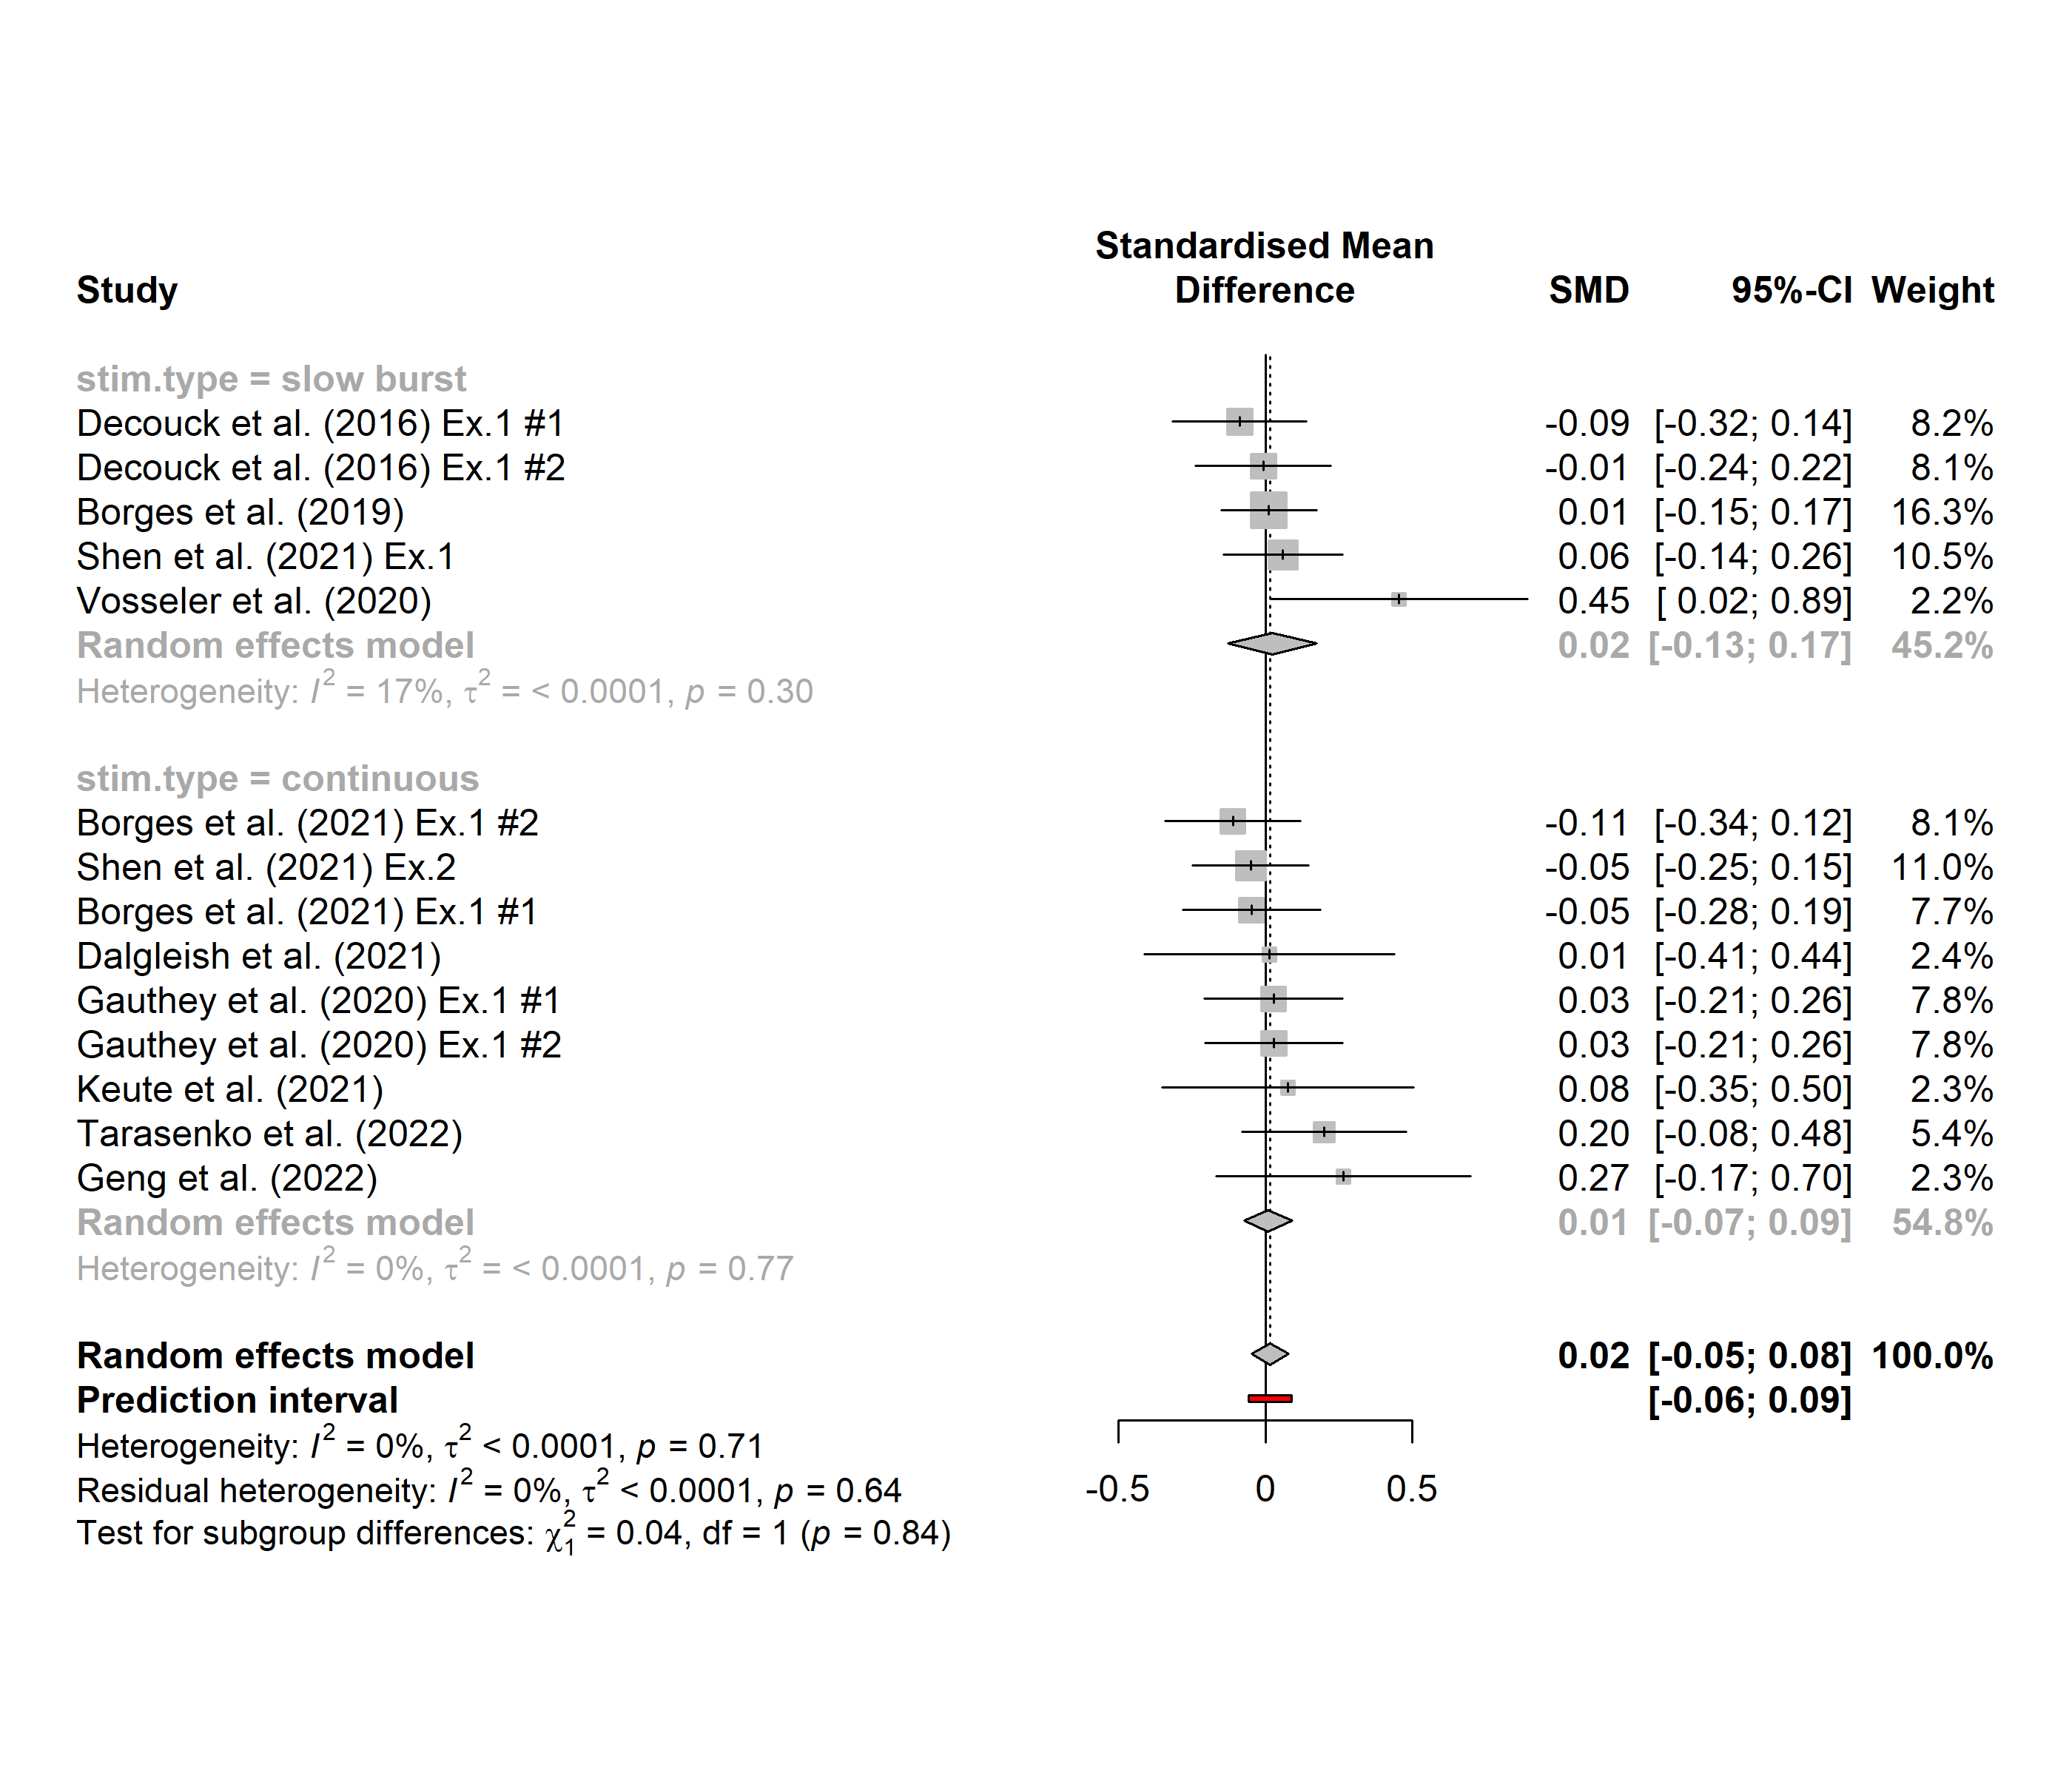 Standardised Mean
Study Difference SMD 95%-CI Weight
stim.type = slow burst
Decouck et al. (2016) Ex.1 #1 -0.09 [-0.32; 0.14] 8.2%
Decouck et al. (2016) Ex.1 #2 -0.01 [-0.24; 0.22] 8.1%
Borges et al. (2019) 0.01 [-0.15; 0.17] 16.3%
Shen et al. (2021) Ex.1 0.06 [-0.14; 0.26] 10.5%
Vosseler et al. (2020) 0.45 [ 0.02; 0.89] 2.2%
Random effects model 0.02 [-0.13; 0.17] 45.2%
Heterogeneity: I² = 17%, τ² = < 0.0001, p = 0.30
stim.type = continuous
Borges et al. (2021) Ex.1 #2 -0.11 [-0.34; 0.12] 8.1%
Shen et al. (2021) Ex.2 -0.05 [-0.25; 0.15] 11.0%
Borges et al. (2021) Ex.1 #1 -0.05 [-0.28; 0.19] 7.7%
Dalgleish et al. (2021) 0.01 [-0.41; 0.44] 2.4%
Gauthey et al. (2020) Ex.1 #1 0.03 [-0.21; 0.26] 7.8%
Gauthey et al. (2020) Ex.1 #2 0.03 [-0.21; 0.26] 7.8%
Keute et al. (2021) 0.08 [-0.35; 0.50] 2.3%
Tarasenko et al. (2022) 0.20 [-0.08; 0.48] 5.4%
Geng et al. (2022) 0.27 [-0.17; 0.70] 2.3%
Random effects model 0.01 [-0.07; 0.09] 54.8%
Heterogeneity: I² = 0%, τ² = < 0.0001, p = 0.77
Random effects model 0.02 [-0.05; 0.08] 100.0%
Prediction interval [-0.06; 0.09]
Heterogeneity: I² = 0%, τ² < 0.0001, p = 0.71
Residual heterogeneity: I² = 0%, τ² < 0.0001, p = 0.64
-0.5 0 0.5
Test for subgroup differences: χ²₁ = 0.04, df = 1 (p = 0.84)